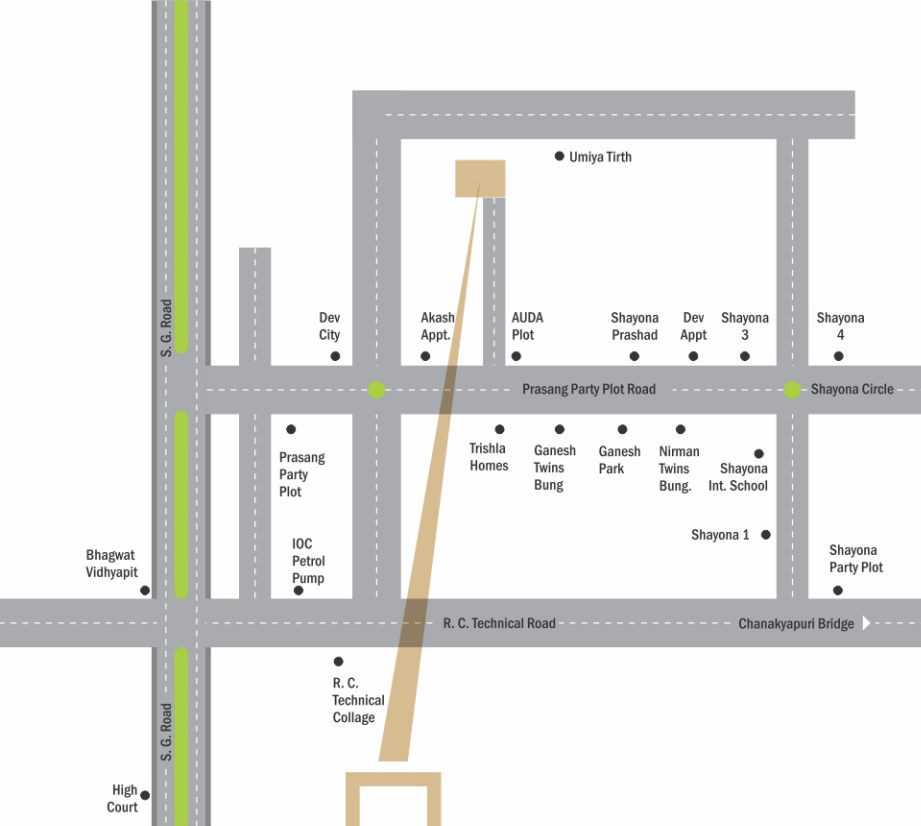 Umiya Tirth
S. G. Road
Dev
City
Akash
Appt.
AUDA
Plot
Shayona
Prashad
Dev
Appt
Shayona
3
Shayona
4
Prasang Party Plot Road
Shayona Circle
Prasang
Party
Plot
Trishla
Homes
Ganesh
Twins
Bung
Ganesh
Park
Nirman
Twins
Bung.
Shayona
Int. School
Shayona 1
IOC
Petrol
Pump
Bhagwat
Vidhyapit
Shayona
Party Plot
R. C. Technical Road
Chanakyapuri Bridge
R. C.
Technical
Collage
S. G. Road
High
Court